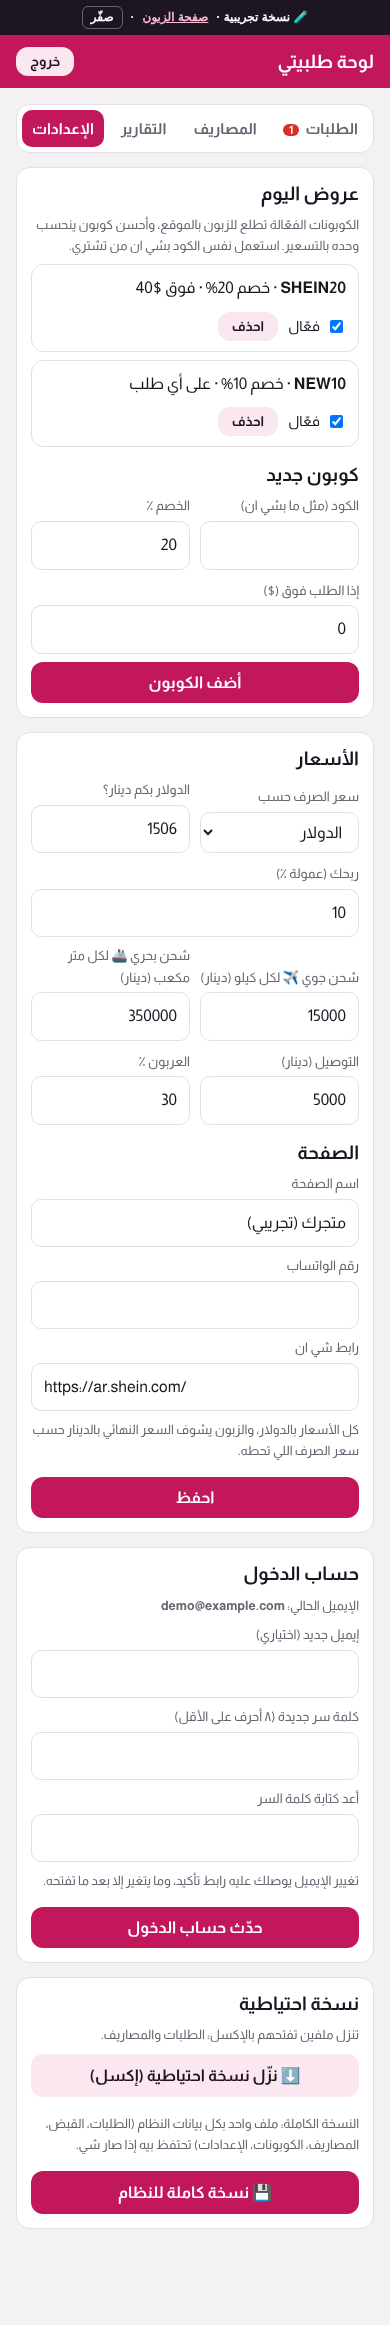 🧪 نسخة تجريبية · صفحة الزبون · صفّر
لوحة طلبيتي
خروج
الطلبات 1 المصاريف التقارير الإعدادات
عروض اليوم
الكوبونات الفعّالة تطلع للزبون بالموقع، وأحسن كوبون ينحسب
وحده بالتسعير. استعمل نفس الكود بشي ان من تشتري.
SHEIN20 · خصم 20% · فوق $40
فعّال احذف
NEW10 · خصم 10% · على أي طلب
فعّال احذف
كوبون جديد
الكود (مثل ما بشي ان) الخصم ٪
20
إذا الطلب فوق ($)
0
أضف الكوبون
الأسعار
سعر الصرف حسب الدولار بكم دينار؟
الدولار 1506
ربحك (عمولة ٪)
10
شحن جوي ✈️ لكل كيلو (دينار) شحن بحري 🚢 لكل متر
مكعب (دينار)
15000 350000
التوصيل (دينار) العربون ٪
5000 30
الصفحة
اسم الصفحة
متجرك (تجريبي)
رقم الواتساب
رابط شي ان
https://ar.shein.com/
كل الأسعار بالدولار، والزبون يشوف السعر النهائي بالدينار حسب
سعر الصرف اللي تحطه.
احفظ
حساب الدخول
الإيميل الحالي: demo@example.com
إيميل جديد (اختياري)
كلمة سر جديدة (٨ أحرف على الأقل)
أعد كتابة كلمة السر
تغيير الإيميل يوصلك عليه رابط تأكيد، وما يتغير إلا بعد ما تفتحه.
حدّث حساب الدخول
نسخة احتياطية
تنزل ملفين تفتحهم بالإكسل: الطلبات والمصاريف.
⬇️ نزّل نسخة احتياطية (إكسل)
النسخة الكاملة: ملف واحد بكل بيانات النظام (الطلبات، القبض،
المصاريف، الكوبونات، الإعدادات) تحتفظ بيه إذا صار شي.
💾 نسخة كاملة للنظام